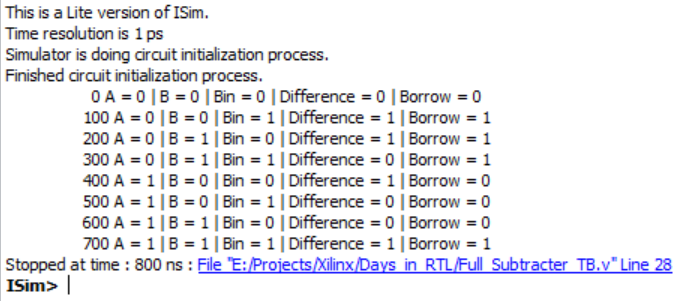 This is a Lite version of ISim.
Time resolution is 1 ps
Simulator is doing circuit initialization process.
Finished circuit initialization process.
0 A = 0 | B = 0 | Bin = 0 | Difference = 0 | Borrow = 0
100 A = 0 | B = 0 | Bin = 1 | Difference = 1 | Borrow = 1
200 A = 0 | B = 1 | Bin = 0 | Difference = 1 | Borrow = 1
300 A = 0 | B = 1 | Bin = 1 | Difference = 0 | Borrow = 1
400 A = 1 | B = 0 | Bin = 0 | Difference = 1 | Borrow = 0
500 A = 1 | B = 0 | Bin = 1 | Difference = 0 | Borrow = 0
600 A = 1 | B = 1 | Bin = 0 | Difference = 0 | Borrow = 0
700 A = 1 | B = 1 | Bin = 1 | Difference = 1 | Borrow = 1
Stopped at time : 800 ns : File "E:/Projects/Xilinx/Days_in_RTL/Full_Subtracter_TB.v" Line 28
ISim>